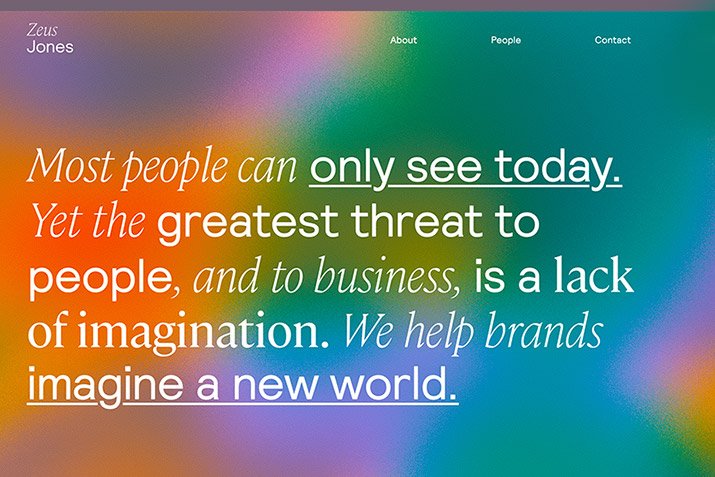 Zeus
Jones
About People Contact
Most people can only see today.
Yet the greatest threat to
people, and to business, is a lack
of imagination. We help brands
imagine a new world.